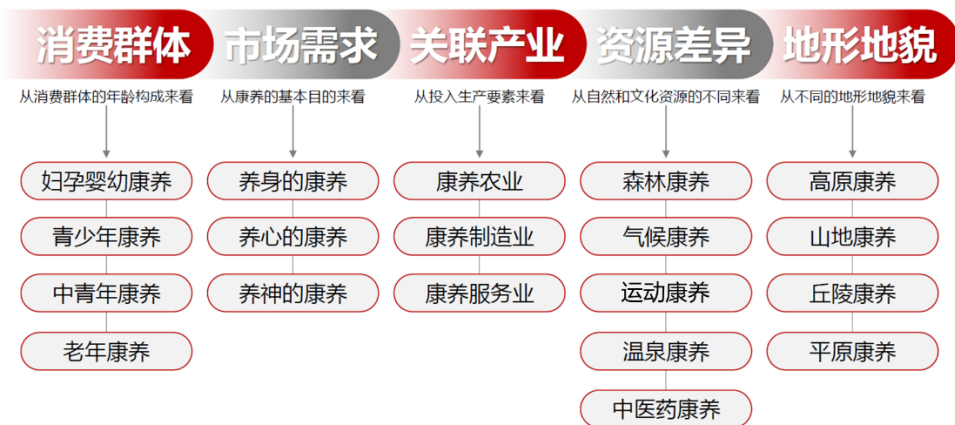 消费群体
市场需求
关联产业
资源差异
地形地貌
从消费群体的年龄构成来看
从康养的基本目的来看
从投入生产要素来看
从自然和文化资源的不同来看
从不同的地形地貌来看
妇孕婴幼康养
青少年康养
中青年康养
老年康养
养身的康养
养心的康养
养神的康养
康养农业
康养制造业
康养服务业
森林康养
气候康养
运动康养
温泉康养
中医药康养
高原康养
山地康养
丘陵康养
平原康养